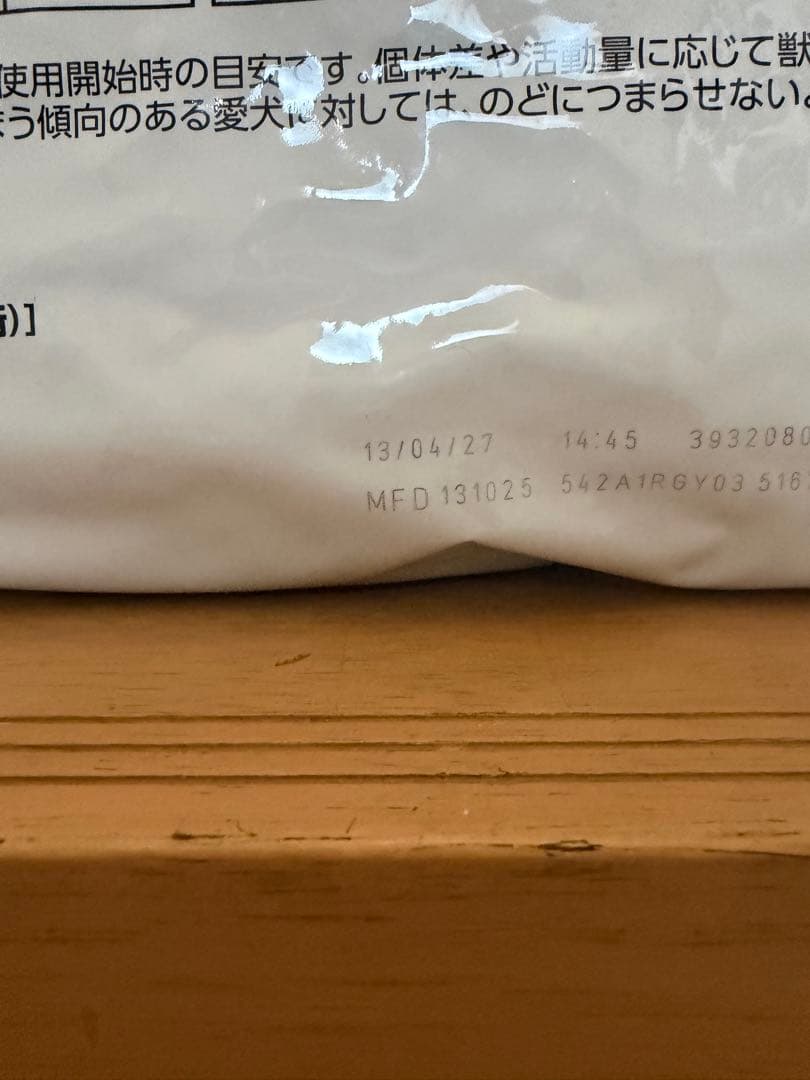 使用開始時の目安です。個体差や活動量に応じて獣
まう傾向のある愛犬に対しては、のどにつまらせない
)]
13/04/27 14:45 3932080
MFD 131025 542A1RGY03 5167